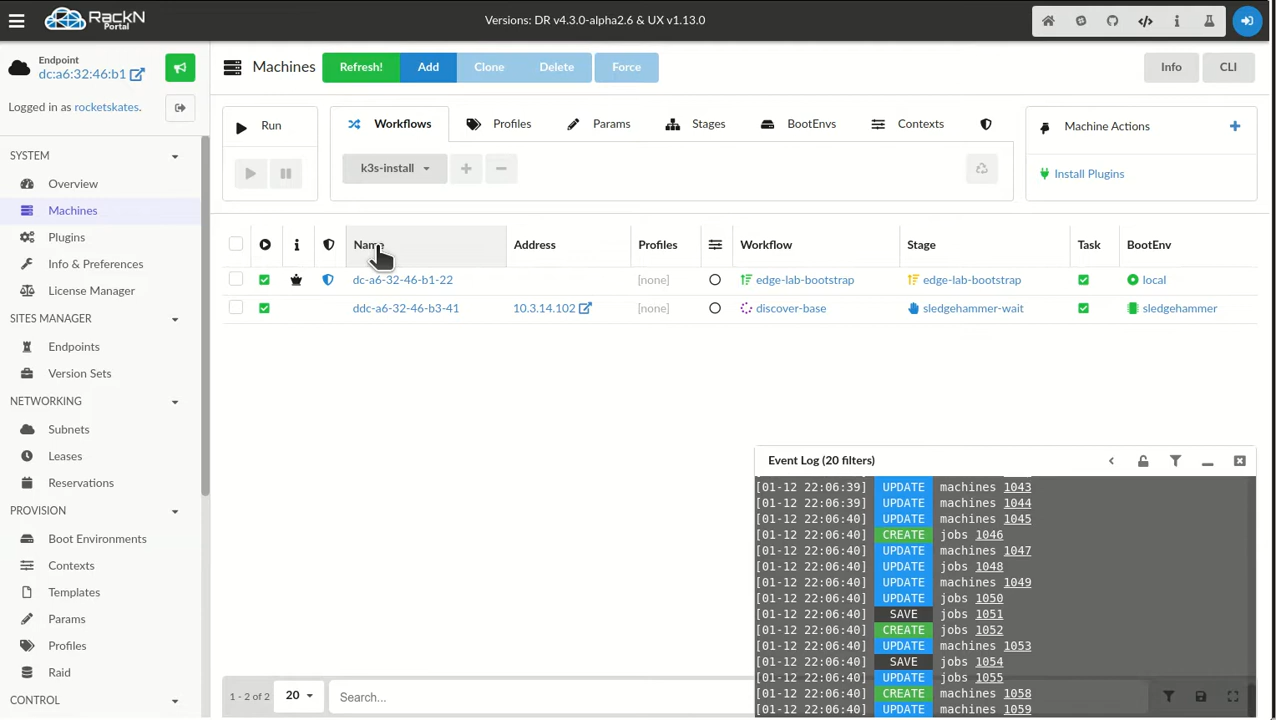 RackN
Portal
Versions: DR v4.3.0-alpha2.6 & UX v1.13.0
Endpoint
dc:a6:32:46:b1
Logged in as rocketskates.
Machines
Refresh!
Add
Clone
Delete
Force
Info
CLI
Run
Workflows
Profiles
Params
Stages
BootEnvs
Contexts
k3s-install
Machine Actions
Install Plugins
SYSTEM
Overview
Machines
Plugins
Info & Preferences
License Manager
SITES MANAGER
Endpoints
Version Sets
NETWORKING
Subnets
Leases
Reservations
PROVISION
Boot Environments
Contexts
Templates
Params
Profiles
Raid
CONTROL
Name Address Profiles Workflow Stage Task BootEnv
dc-a6-32-46-b1-22 [none] edge-lab-bootstrap edge-lab-bootstrap local
ddc-a6-32-46-b3-41 10.3.14.102 [none] discover-base sledgehammer-wait sledgehammer
Event Log (20 filters)
[01-12 22:06:39] UPDATE machines 1043
[01-12 22:06:39] UPDATE machines 1044
[01-12 22:06:40] UPDATE machines 1045
[01-12 22:06:40] CREATE jobs 1046
[01-12 22:06:40] UPDATE machines 1047
[01-12 22:06:40] UPDATE jobs 1048
[01-12 22:06:40] UPDATE machines 1049
[01-12 22:06:40] UPDATE jobs 1050
[01-12 22:06:40] SAVE jobs 1051
[01-12 22:06:40] CREATE jobs 1052
[01-12 22:06:40] UPDATE machines 1053
[01-12 22:06:40] SAVE jobs 1054
[01-12 22:06:40] UPDATE jobs 1055
[01-12 22:06:40] CREATE machines 1058
[01-12 22:06:40] UPDATE machines 1059
1 - 2 of 2
20
Search...